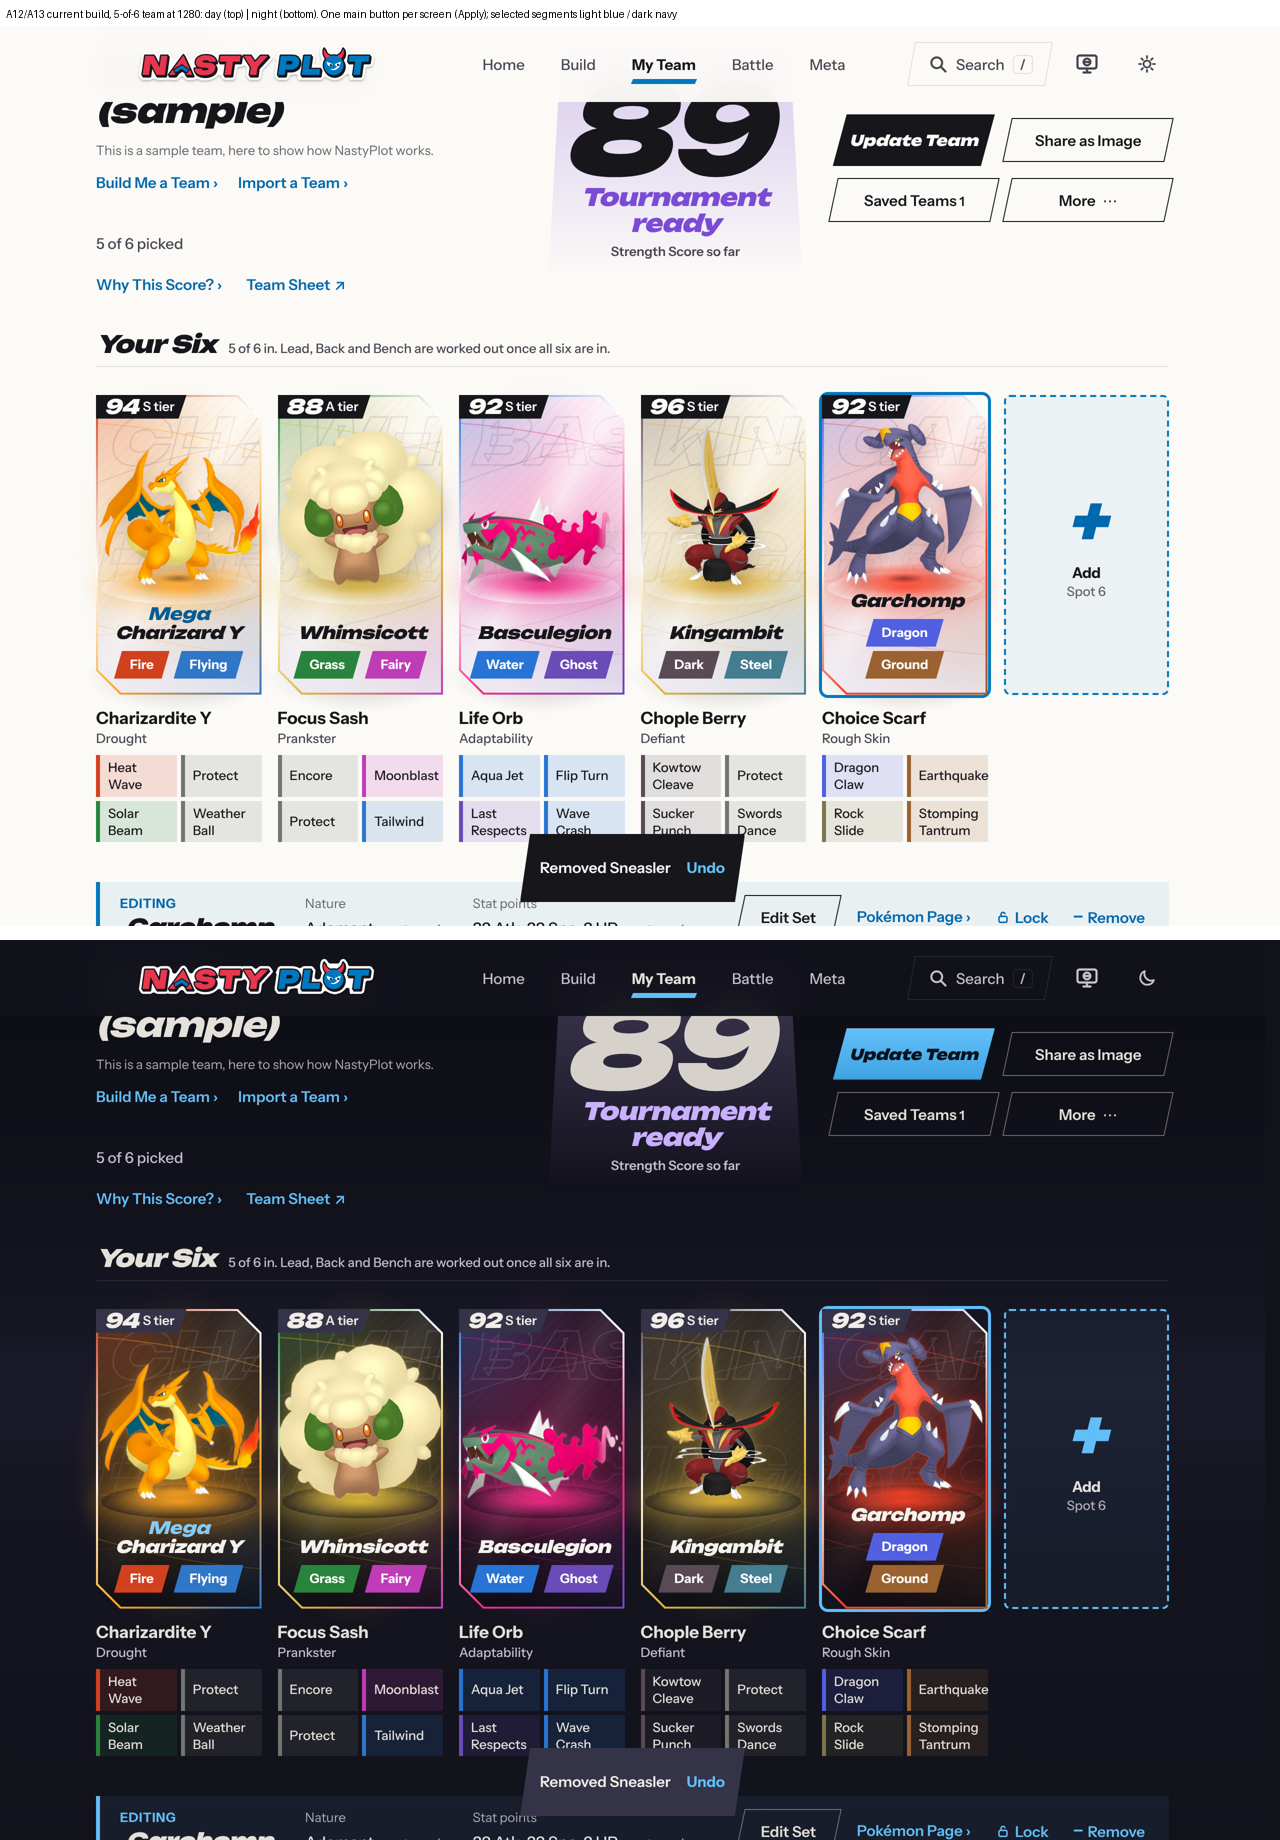 A12/A13 current build, 5-of-6 team at 1280: day (top) | night (bottom). One main button per screen (Apply); selected segments light blue / dark navy
NASTY PLOT
Home Build My Team Battle Meta
Search /
(sample)
This is a sample team, here to show how NastyPlot works.
Build Me a Team › Import a Team ›
5 of 6 picked
Why This Score? › Team Sheet ↗
89
Tournament
ready
Strength Score so far
Update Team Share as Image
Saved Teams 1 More ···
Your Six 5 of 6 in. Lead, Back and Bench are worked out once all six are in.
94 S tier
Mega
Charizard Y
Fire Flying
88 A tier
Whimsicott
Grass Fairy
92 S tier
Basculegion
Water Ghost
96 S tier
Kingambit
Dark Steel
92 S tier
Garchomp
Dragon
Ground
Add
Spot 6
Charizardite Y
Drought
Heat Wave
Protect
Solar Beam
Weather Ball
Focus Sash
Prankster
Encore
Moonblast
Protect
Tailwind
Life Orb
Adaptability
Aqua Jet
Flip Turn
Last Respects
Wave Crash
Chople Berry
Defiant
Kowtow Cleave
Protect
Sucker Punch
Swords Dance
Choice Scarf
Rough Skin
Dragon Claw
Earthquake
Rock Slide
Stomping Tantrum
Removed Sneasler Undo
EDITING
Garchomp
Nature
Stat points
Edit Set Pokémon Page › Lock − Remove
NASTY PLOT
Home Build My Team Battle Meta
Search /
(sample)
This is a sample team, here to show how NastyPlot works.
Build Me a Team › Import a Team ›
5 of 6 picked
Why This Score? › Team Sheet ↗
89
Tournament
ready
Strength Score so far
Update Team Share as Image
Saved Teams 1 More ···
Your Six 5 of 6 in. Lead, Back and Bench are worked out once all six are in.
94 S tier
Mega
Charizard Y
Fire Flying
88 A tier
Whimsicott
Grass Fairy
92 S tier
Basculegion
Water Ghost
96 S tier
Kingambit
Dark Steel
92 S tier
Garchomp
Dragon
Ground
Add
Spot 6
Charizardite Y
Drought
Heat Wave
Protect
Solar Beam
Weather Ball
Focus Sash
Prankster
Encore
Moonblast
Protect
Tailwind
Life Orb
Adaptability
Aqua Jet
Flip Turn
Last Respects
Wave Crash
Chople Berry
Defiant
Kowtow Cleave
Protect
Sucker Punch
Swords Dance
Choice Scarf
Rough Skin
Dragon Claw
Earthquake
Rock Slide
Stomping Tantrum
Removed Sneasler Undo
EDITING
Garchomp
Nature
Stat points
Edit Set Pokémon Page › Lock − Remove